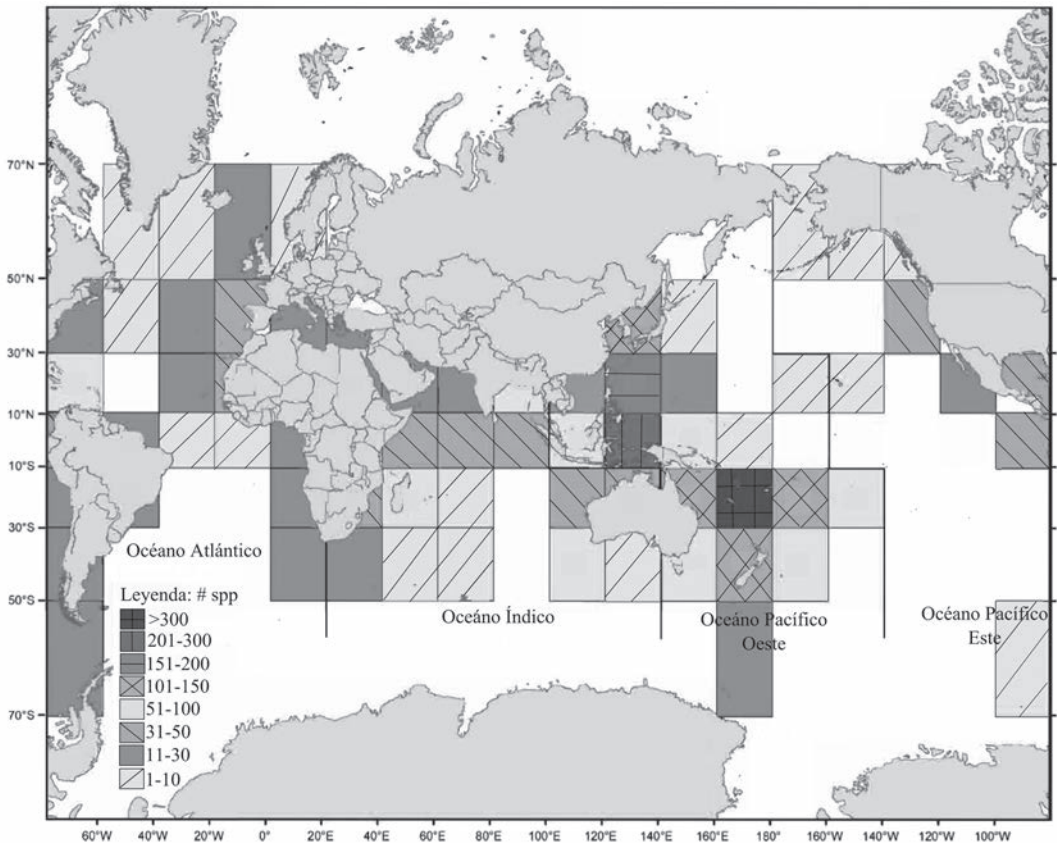 70°N
50°N
30°N
10°N
10°S
30°S
50°S
70°S
Océano Atlántico
Océano Índico
Océano Pacífico
Oeste
Océano Pacífico
Este
Leyenda: # spp
>300
201-300
151-200
101-150
51-100
31-50
11-30
1-10
60°W 40°W 20°W 0° 20°E 40°E 60°E 80°E 100°E 120°E 140°E 160°E 180° 160°W 140°W 120°W 100°W